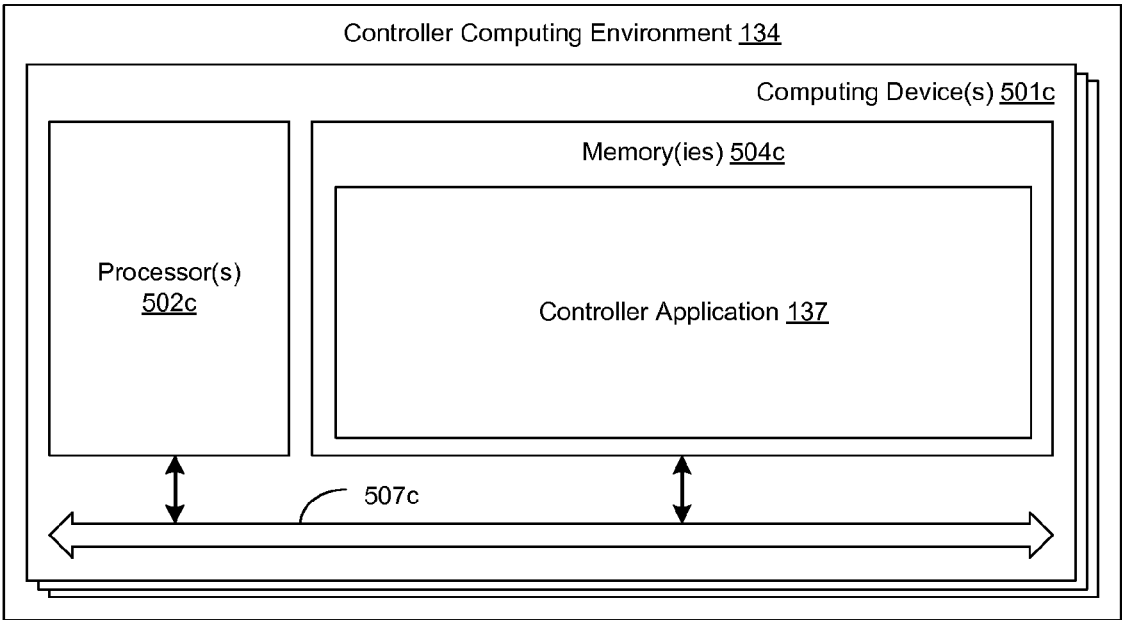 Controller Computing Environment 134
Computing Device(s) 501c
Memory(ies) 504c
Processor(s)
502c
Controller Application 137
507c